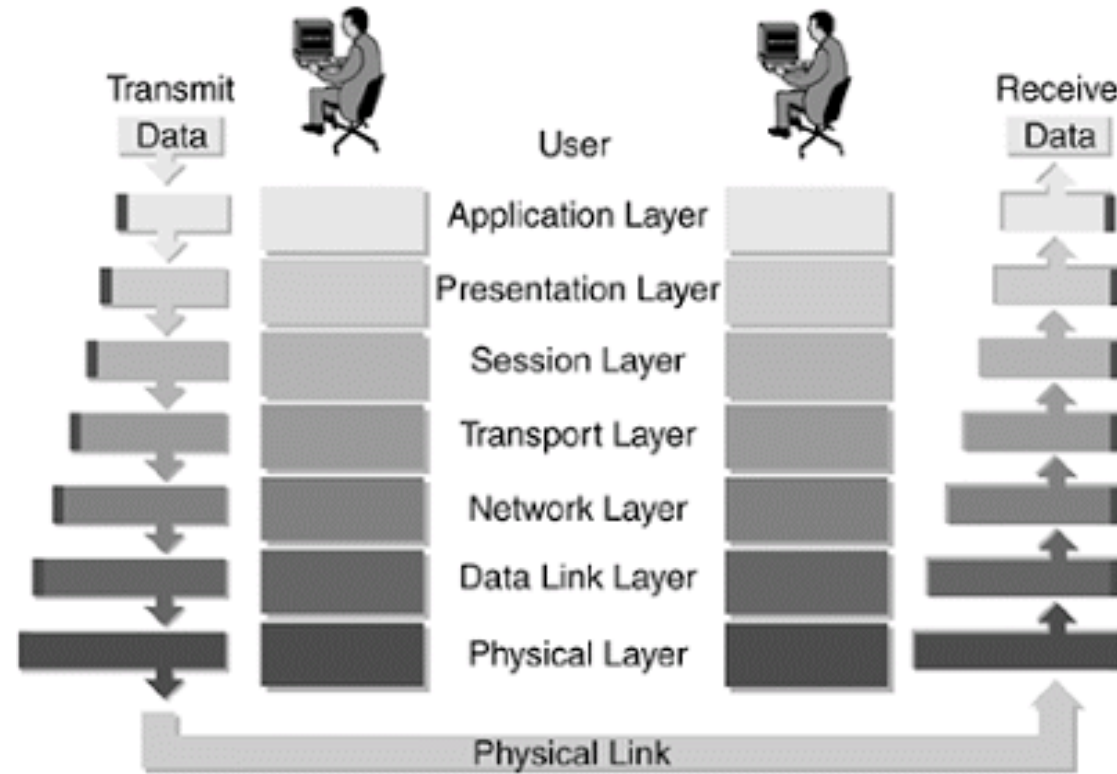 Transmit
Receive
Data
Data
User
Application Layer
Presentation Layer
Session Layer
Transport Layer
Network Layer
Data Link Layer
Physical Layer
Physical Link